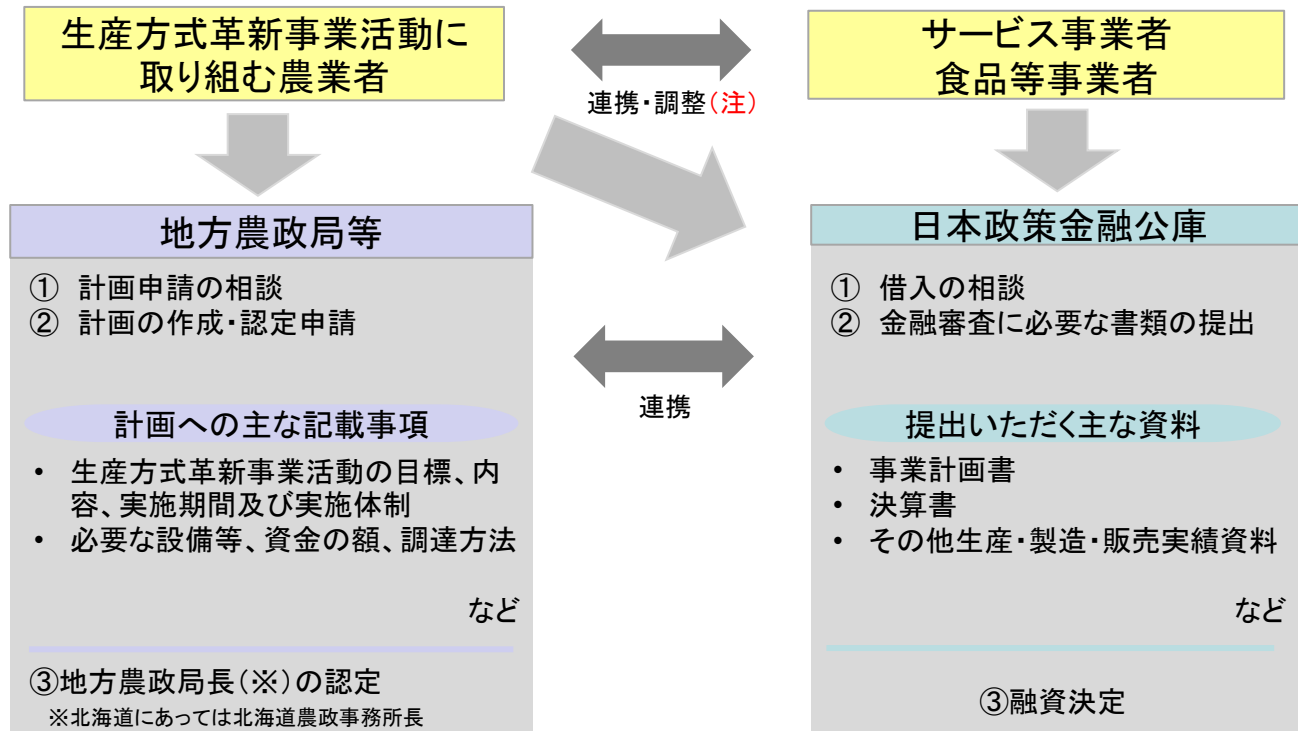 生産方式革新事業活動に
取り組む農業者
連携・調整(注)
サービス事業者
食品等事業者
地方農政局等
① 計画申請の相談
② 計画の作成・認定申請
計画への主な記載事項
• 生産方式革新事業活動の目標、内
容、実施期間及び実施体制
• 必要な設備等、資金の額、調達方法
など
③地方農政局長(※)の認定
※北海道にあっては北海道農政事務所長
連携
日本政策金融公庫
① 借入の相談
② 金融審査に必要な書類の提出
提出いただく主な資料
• 事業計画書
• 決算書
• その他生産・製造・販売実績資料
など
③融資決定